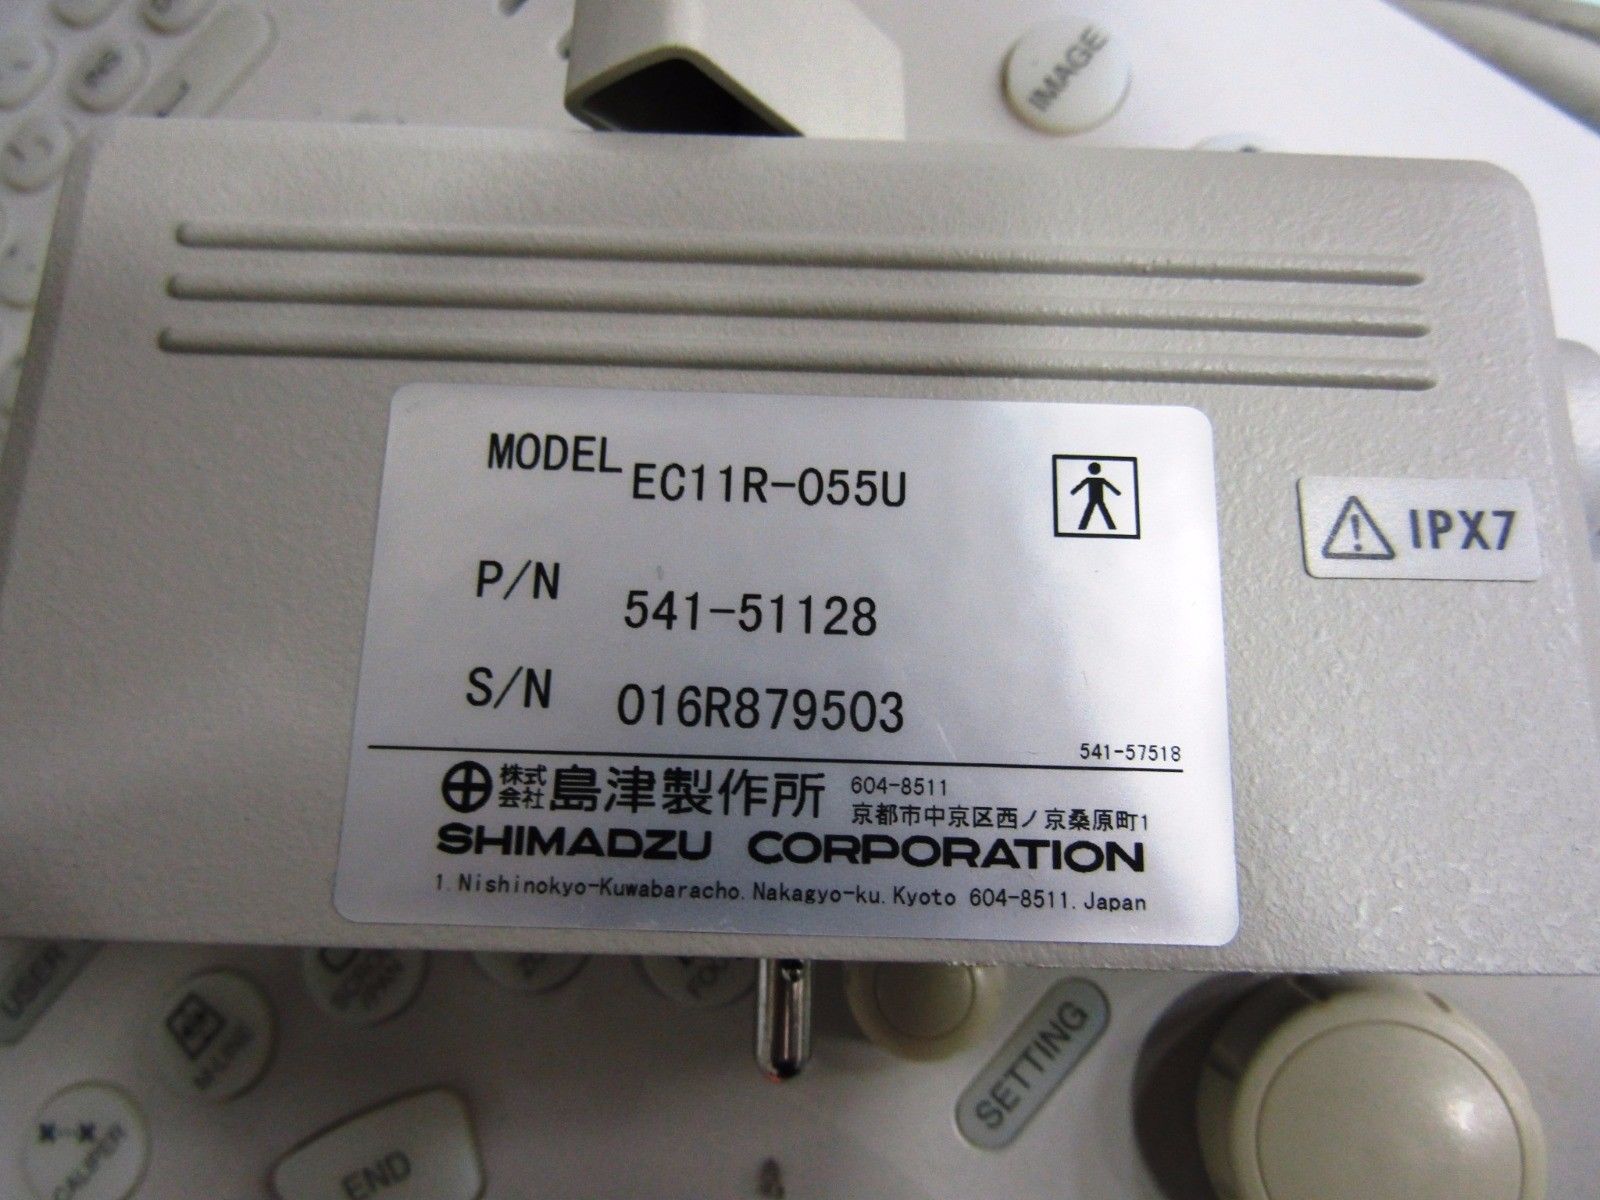 IMAGE
MODEL EC11R-055U
IPX7
P/N 541-51128
S/N 016R879503
541-57518
株式会社 島津製作所 604-8511
京都市中京区西ノ京桑原町1
SHIMADZU CORPORATION
1. Nishinokyo-Kuwabaracho. Nakagyo-ku. Kyoto 604-8511. Japan
USER
SETTING
CALIPER
END